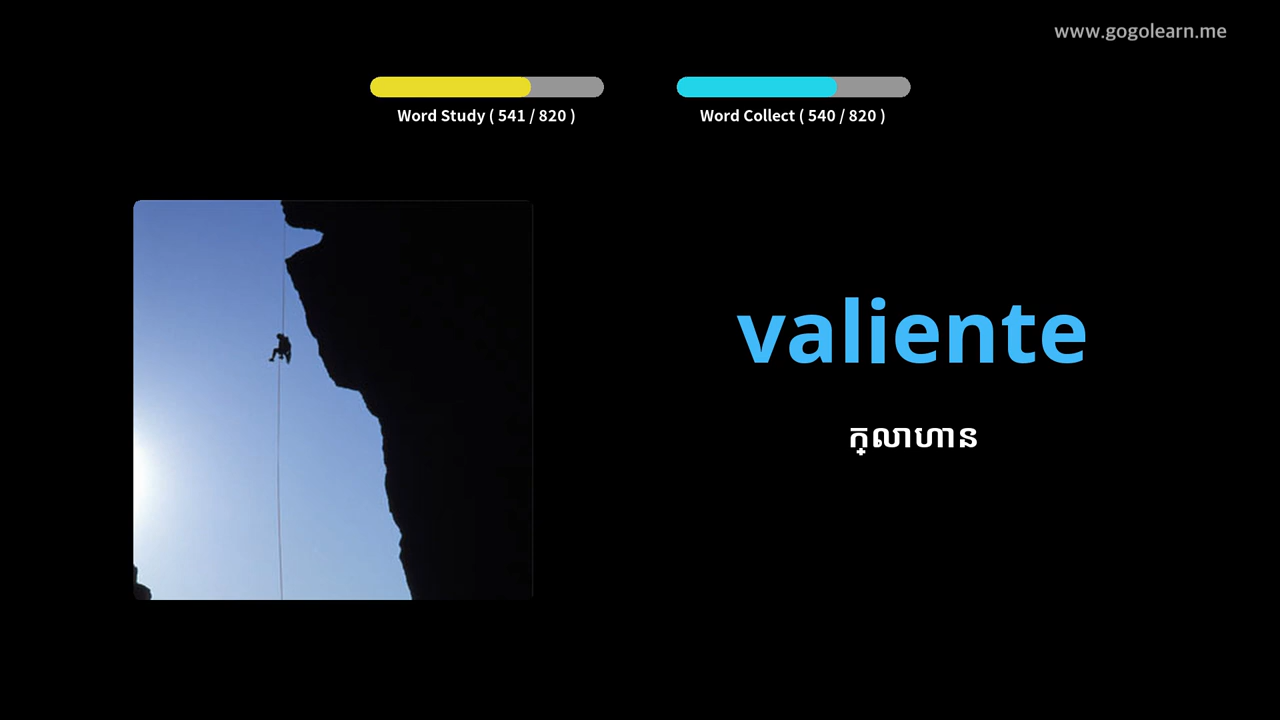 www.gogolearn.me
Word Study ( 541 / 820 )
Word Collect ( 540 / 820 )
valiente
ក្លាហាន